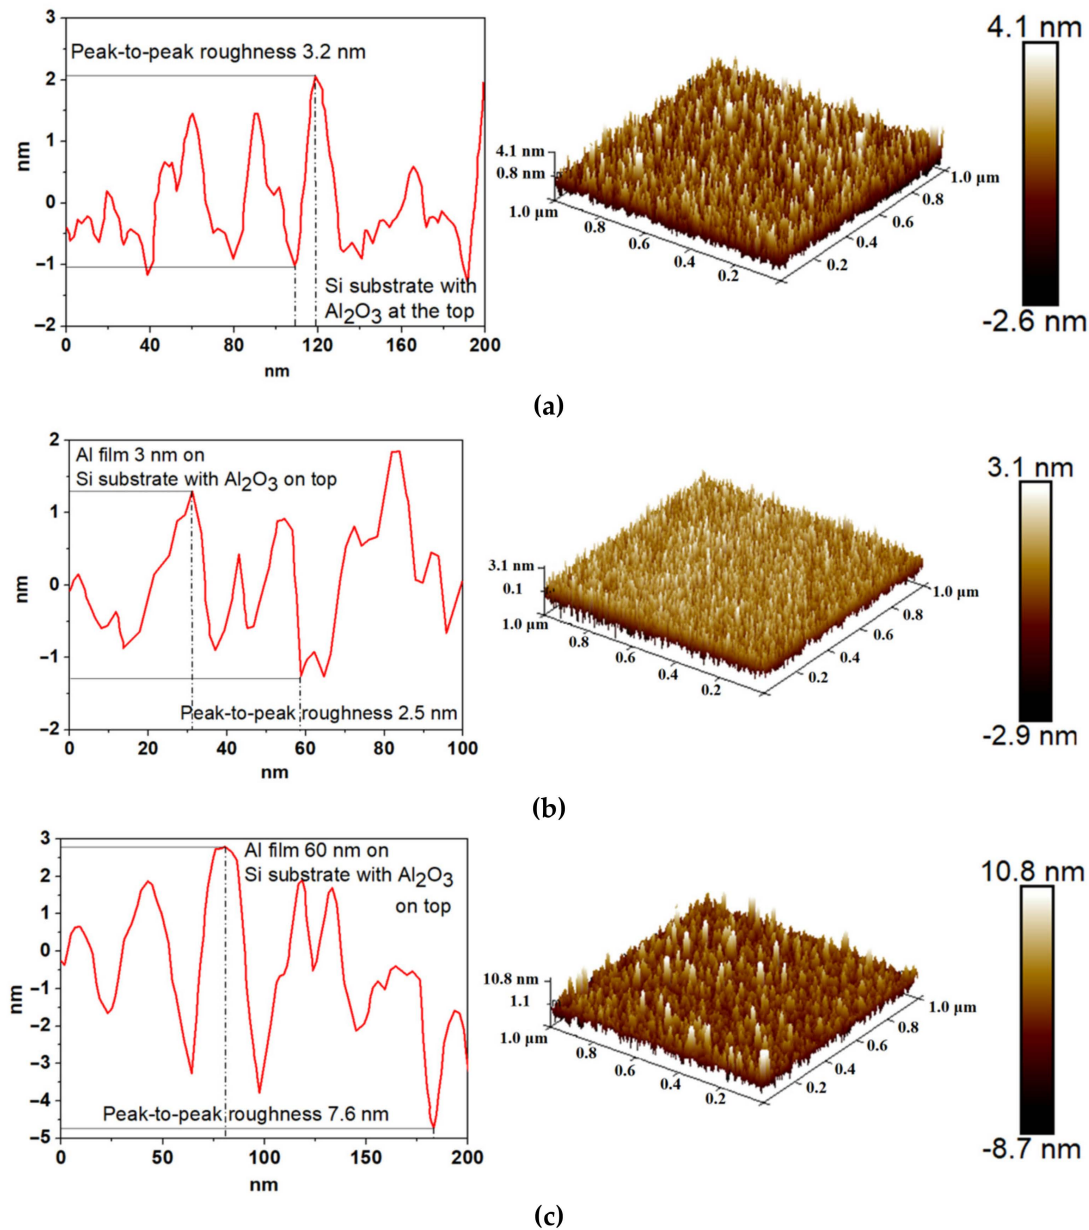 3
Peak-to-peak roughness 3.2 nm
2
1
0
−1
−2
nm
Si substrate with
Al2O3 at the top
0 40 80 120 160 200
nm
4.1 nm
0.8 nm
1.0 µm
0.8
0.6
0.4
0.2
0.2
0.4
0.6
0.8
1.0 µm
4.1 nm
-2.6 nm
(a)
2
Al film 3 nm on
Si substrate with Al2O3 on top
1
0
−1
−2
nm
Peak-to-peak roughness 2.5 nm
0 20 40 60 80 100
nm
3.1 nm
0.1
1.0 µm
0.8
0.6
0.4
0.2
0.2
0.4
0.6
0.8
1.0 µm
3.1 nm
-2.9 nm
(b)
3
Al film 60 nm on
Si substrate with Al2O3
on top
2
1
0
−1
−2
−3
−4
−5
nm
Peak-to-peak roughness 7.6 nm
0 50 100 150 200
nm
10.8 nm
1.1
1.0 µm
0.8
0.6
0.4
0.2
0.2
0.4
0.6
0.8
1.0 µm
10.8 nm
-8.7 nm
(c)